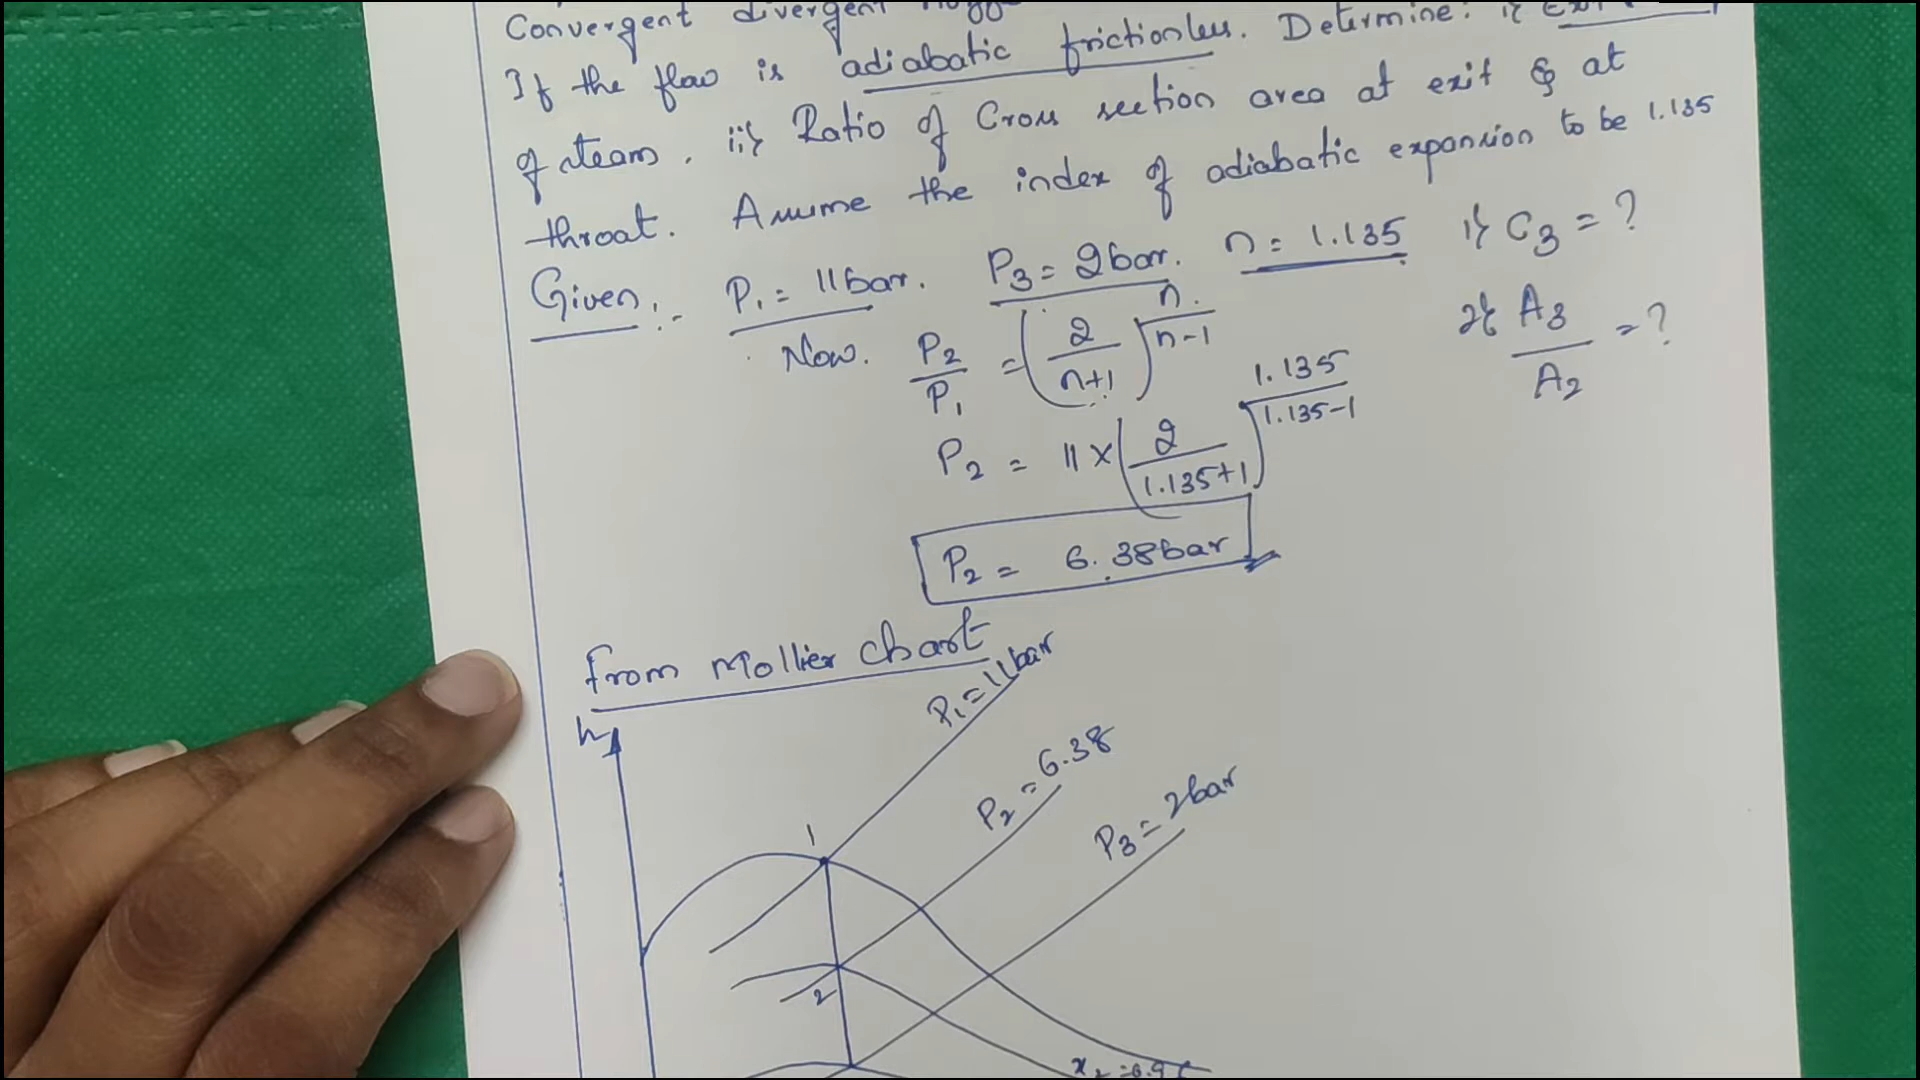 Convergent divergent
If the flow is adiabatic frictionless. Determine: i} Exit
of steam. ii} Ratio of Cross section area at exit & at
throat. Assume the index of adiabatic expansion to be 1.135
Given:- P₁ = 11bar. P₃ = 2bar. n = 1.135 1} C₃ = ?
Now. P₂/P₁ = (2/n+1)^n/n-1 2} A₃/A₂ = ?
P₂ = 11 × (2/1.135+1)^1.135/1.135-1
P₂ = 6.38bar
From Mollier chart
h
P₁ = 11bar
P₂ = 6.38
P₃ = 2bar
1
2